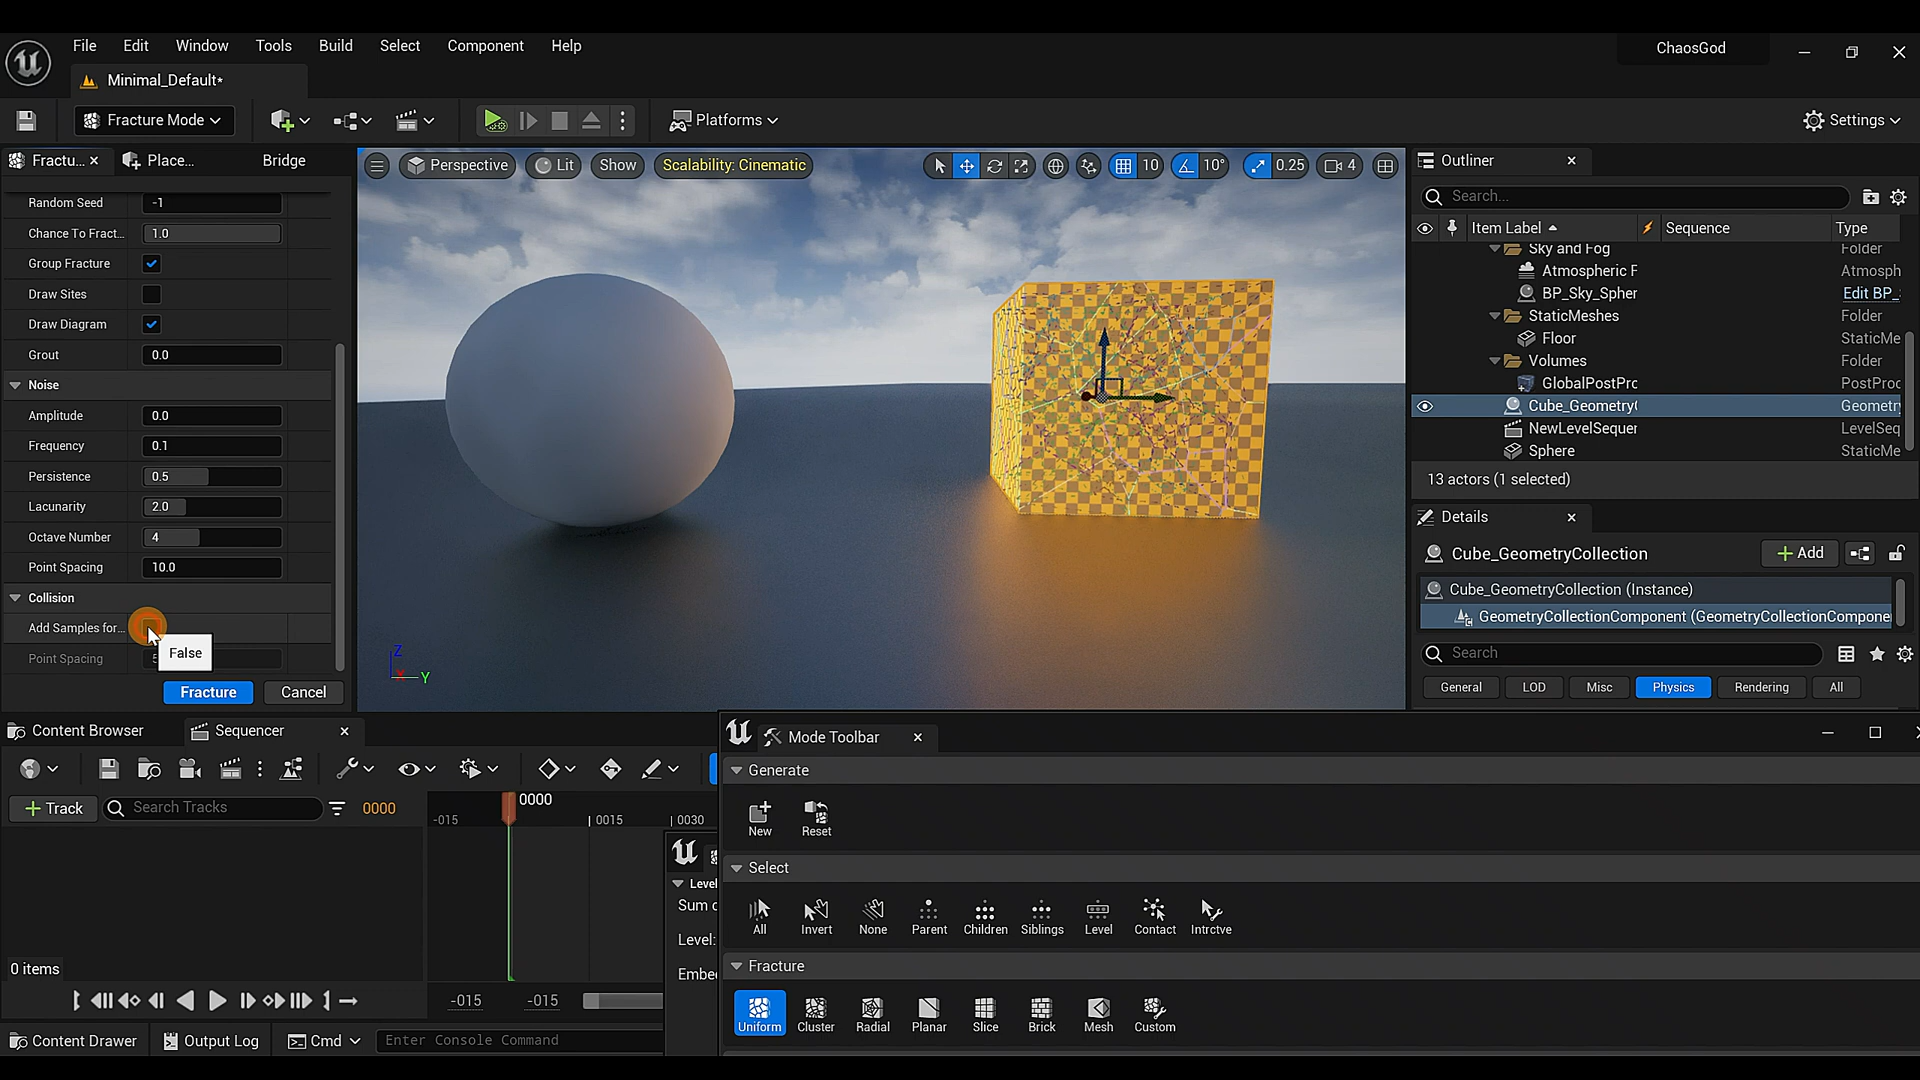 File Edit Window Tools Build Select Component Help
ChaosGod
Minimal_Default*
Fracture Mode
Platforms
Settings
Fractu...
Place...
Bridge
Random Seed -1
Chance To Fract... 1.0
Group Fracture
Draw Sites
Draw Diagram
Grout 0.0
Noise
Amplitude 0.0
Frequency 0.1
Persistence 0.5
Lacunarity 2.0
Octave Number 4
Point Spacing 10.0
Collision
Add Samples for...
False
Point Spacing
Fracture Cancel
Perspective Lit Show Scalability: Cinematic 10 10° 0.25 4
Z
X
Y
Outliner
Search...
Item Label Sequence Type
Sky and Fog Folder
Atmospheric F Atmosph
BP_Sky_Spher Edit BP_
StaticMeshes Folder
Floor StaticMe
Volumes Folder
GlobalPostPrc PostProc
Cube_Geometry( Geometr
NewLevelSequer LevelSeq
Sphere StaticMe
13 actors (1 selected)
Details
Cube_GeometryCollection
Add
Cube_GeometryCollection (Instance)
GeometryCollectionComponent (GeometryCollectionCompone
Search
General LOD Misc Physics Rendering All
Content Browser
Sequencer
Track
Search Tracks
0000
0000
-015
0015
0030
0 items
-015
-015
Level
Sum
Level:
Embe
Mode Toolbar
Generate
New Reset
Select
All Invert None Parent Children Siblings Level Contact Intrctve
Fracture
Uniform Cluster Radial Planar Slice Brick Mesh Custom
Content Drawer
Output Log
Cmd
Enter Console Command